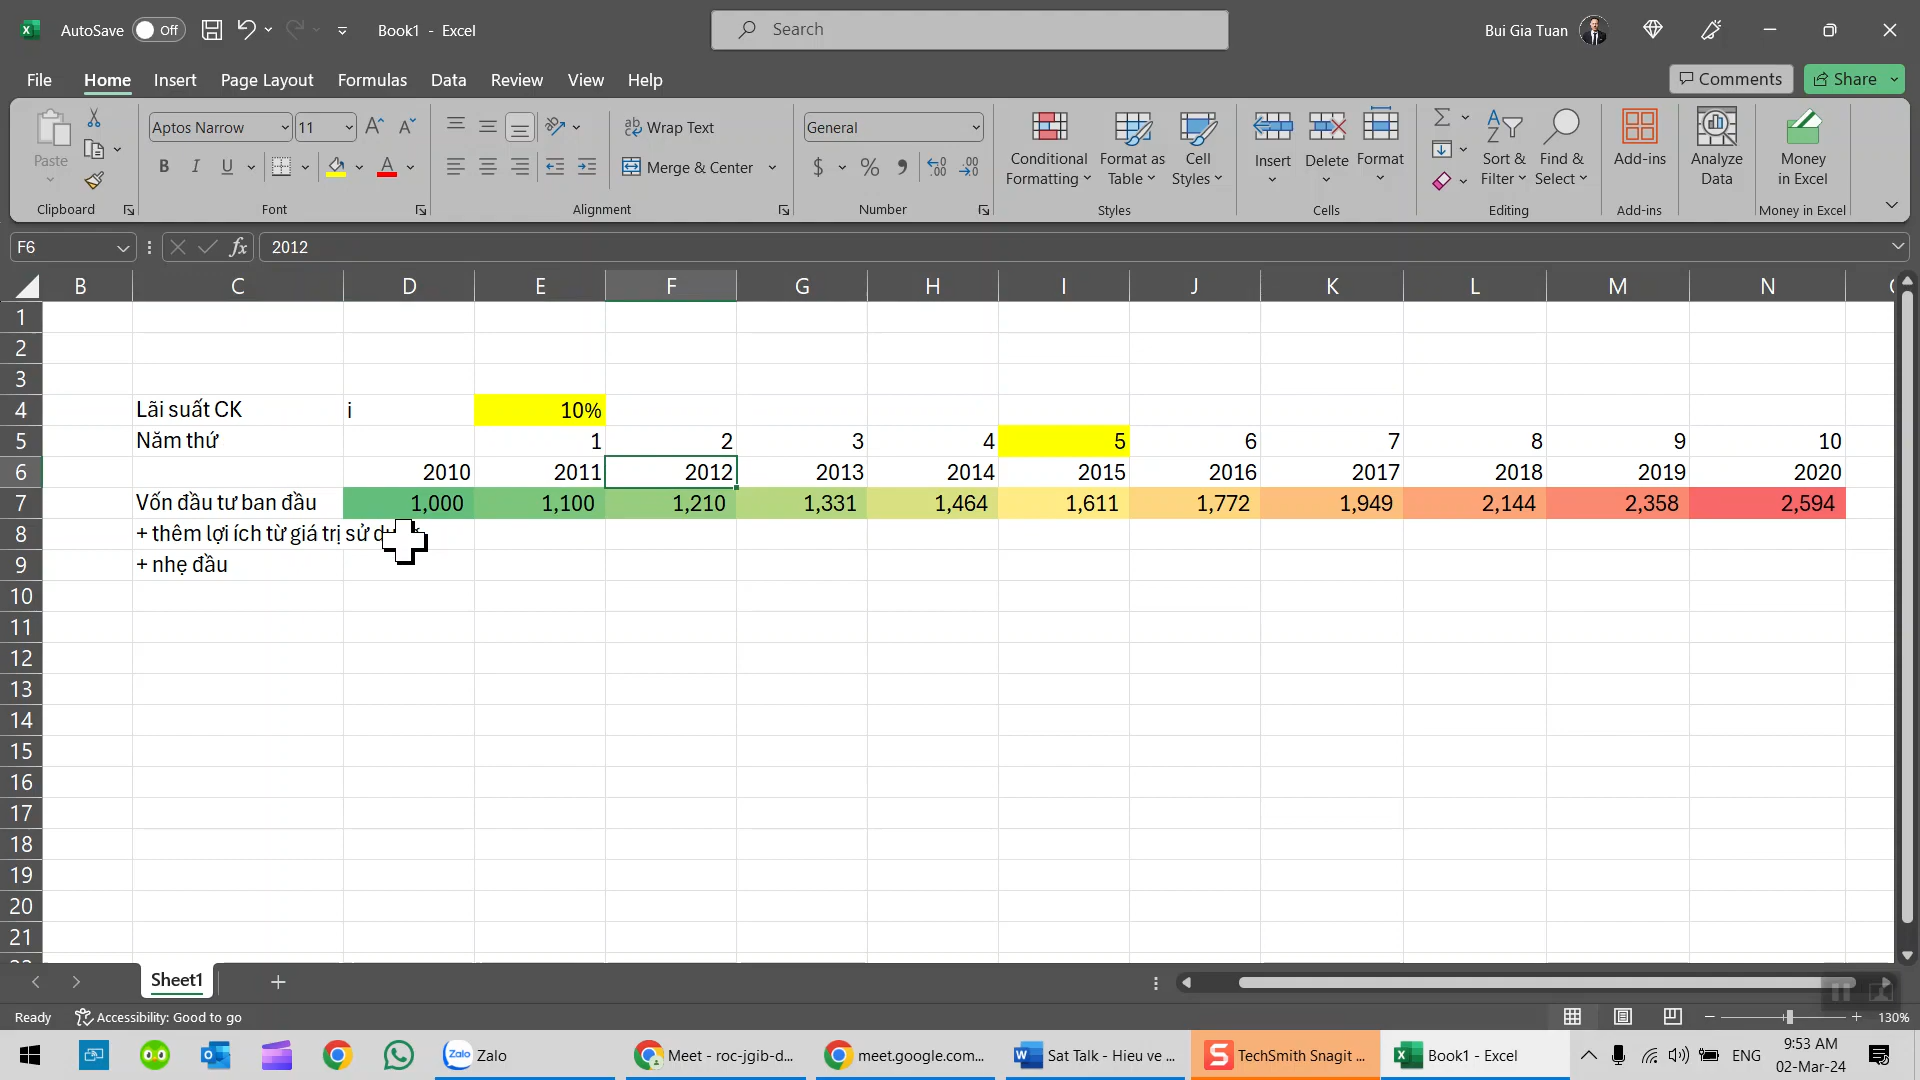 AutoSave Off Book1 - Excel Search Bui Gia Tuan
File Home Insert Page Layout Formulas Data Review View Help Comments Share
Paste Aptos Narrow 11 Wrap Text General Conditional Formatting Format as Table Cell Styles Insert Delete Format Sort & Filter Find & Select Add-ins Analyze Data Money in Excel
B I U A Merge & Center $ %
Clipboard Font Alignment Number Styles Cells Editing Add-ins Money in Excel
F6 fx 2012
B C D E F G H I J K L M N
1
2
3
4 Lãi suất CK i 10%
5 Năm thứ 1 2 3 4 5 6 7 8 9 10
6 2010 2011 2012 2013 2014 2015 2016 2017 2018 2019 2020
7 Vốn đầu tư ban đầu 1,000 1,100 1,210 1,331 1,464 1,611 1,772 1,949 2,144 2,358 2,594
8 + thêm lợi ích từ giá trị sử
9 + nhẹ đầu
10
11
12
13
14
15
16
17
18
19
20
21
Sheet1
Ready Accessibility: Good to go 130%
Zalo Zalo Meet - roc-jgib-d... meet.google.com... Sat Talk - Hieu ve ... TechSmith Snagit ... Book1 - Excel ENG 9:53 AM
02-Mar-24